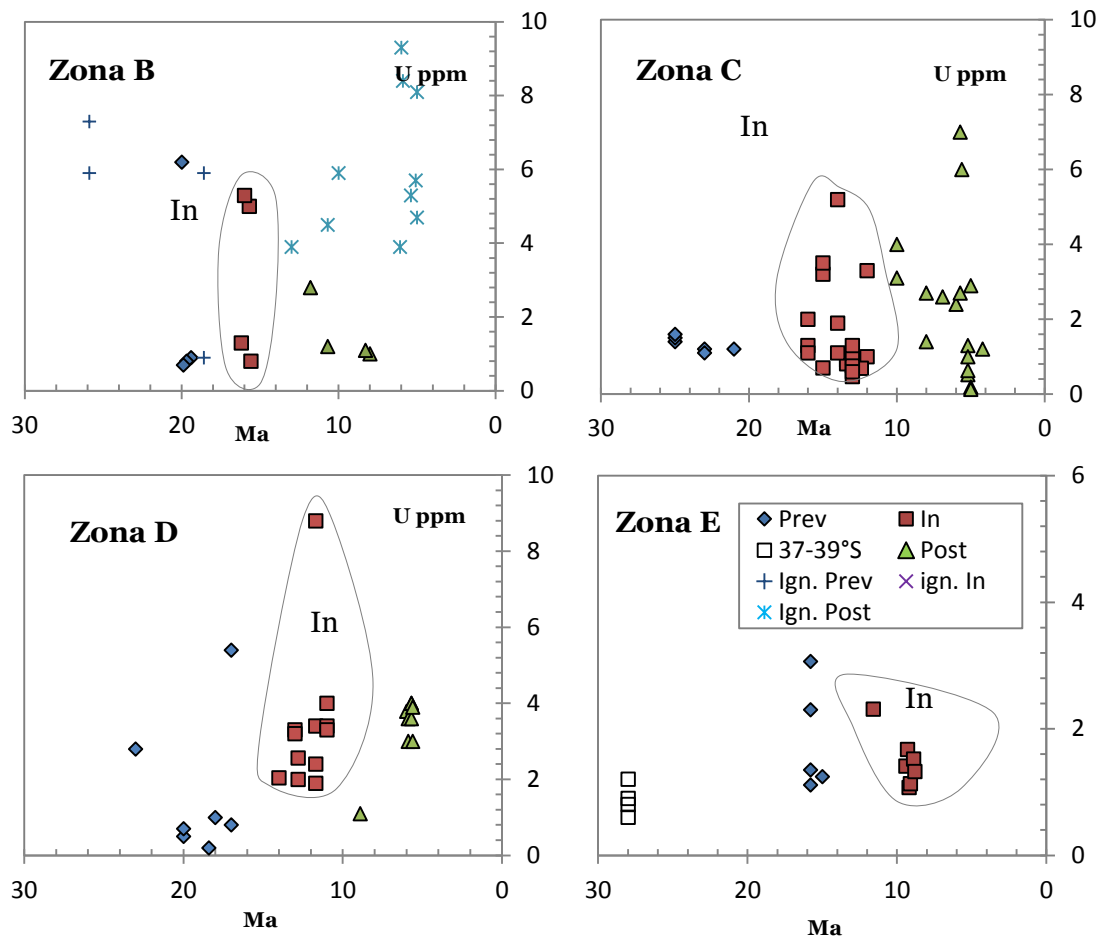 Zona B
U ppm
In
10
8
6
4
2
0
30
20
10
0
Ma
Zona C
U ppm
In
10
8
6
4
2
0
30
20
10
0
Ma
Zona D
U ppm
In
10
8
6
4
2
0
30
20
10
0
Ma
Zona E
Prev
In
37-39°S
Post
Ign. Prev
ign. In
Ign. Post
In
6
4
2
0
30
20
10
0
Ma